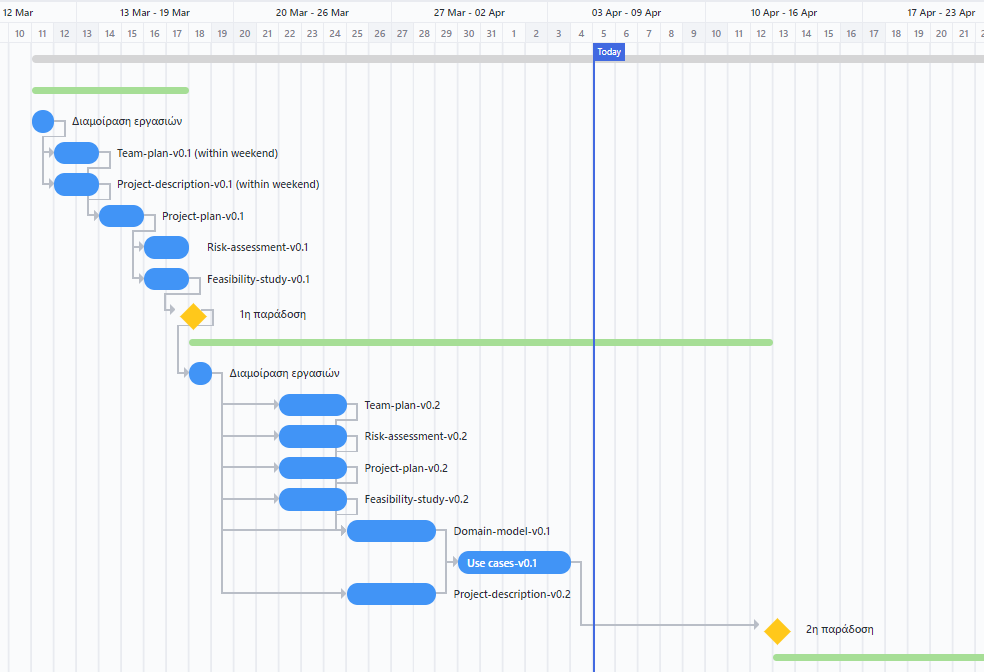 12 Mar 13 Mar - 19 Mar 20 Mar - 26 Mar 27 Mar - 02 Apr 03 Apr - 09 Apr 10 Apr - 16 Apr 17 Apr - 23 Apr
10 11 12 13 14 15 16 17 18 19 20 21 22 23 24 25 26 27 28 29 30 31 1 2 3 4 5 6 7 8 9 10 11 12 13 14 15 16 17 18 19 20 21
Today
Διαμοίραση εργασιών
Team-plan-v0.1 (within weekend)
Project-description-v0.1 (within weekend)
Project-plan-v0.1
Risk-assessment-v0.1
Feasibility-study-v0.1
1η παράδοση
Διαμοίραση εργασιών
Team-plan-v0.2
Risk-assessment-v0.2
Project-plan-v0.2
Feasibility-study-v0.2
Domain-model-v0.1
Use cases-v0.1
Project-description-v0.2
2η παράδοση